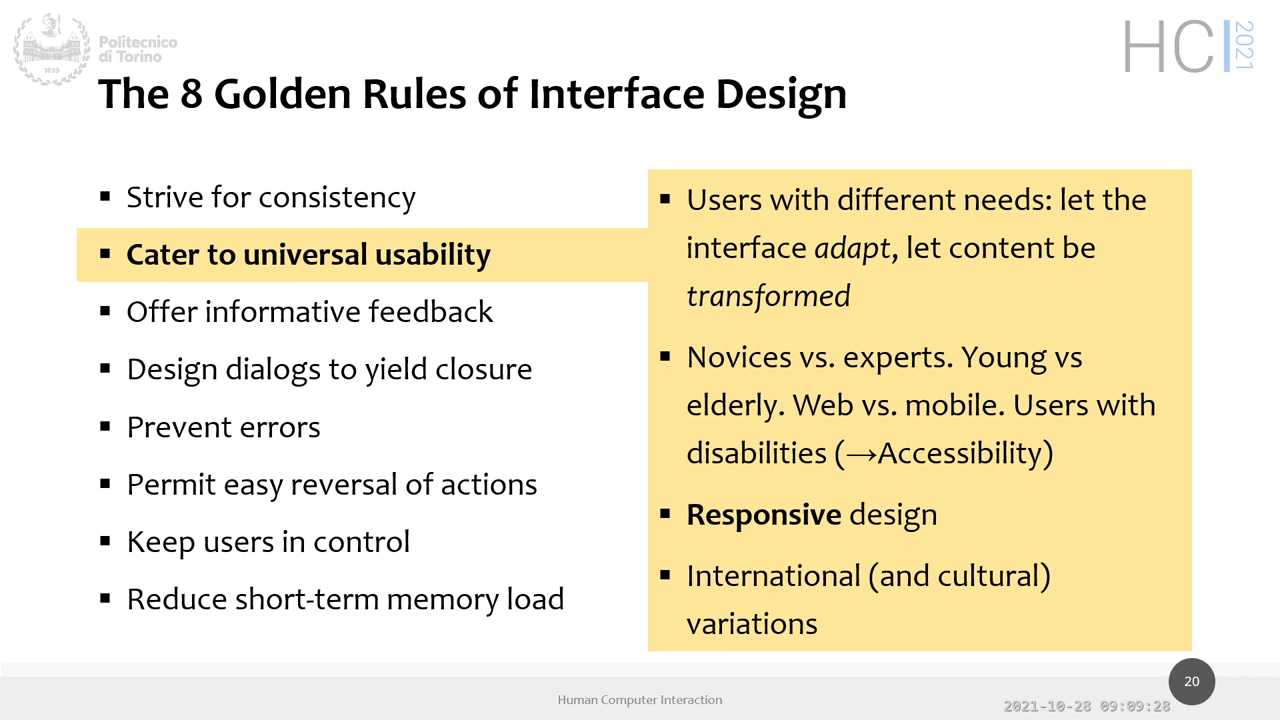 Politecnico
di Torino
1859
HCI 2021
The 8 Golden Rules of Interface Design
▪ Strive for consistency
▪ Cater to universal usability
▪ Offer informative feedback
▪ Design dialogs to yield closure
▪ Prevent errors
▪ Permit easy reversal of actions
▪ Keep users in control
▪ Reduce short-term memory load
▪ Users with different needs: let the
interface adapt, let content be
transformed
▪ Novices vs. experts. Young vs
elderly. Web vs. mobile. Users with
disabilities (→Accessibility)
▪ Responsive design
▪ International (and cultural)
variations
Human Computer Interaction
20
2021-10-28 09:09:28